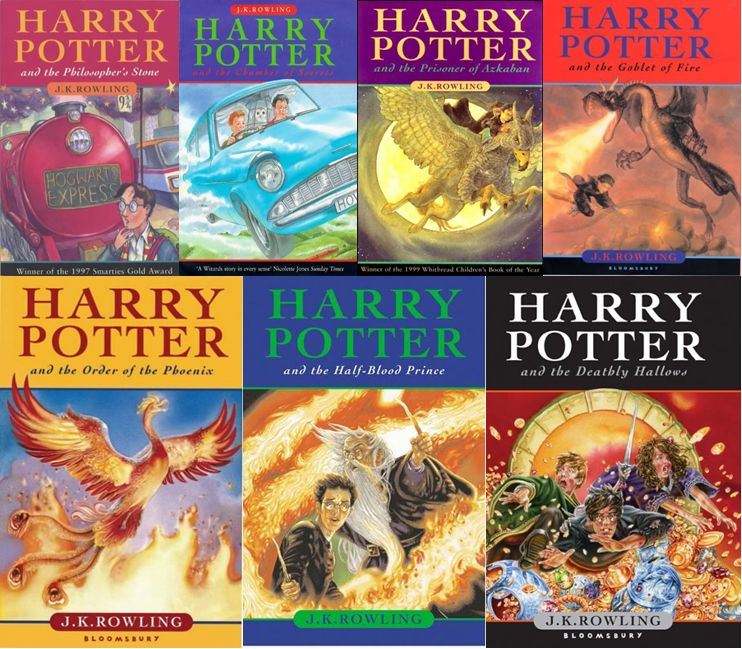 HARRY
POTTER
and the Philosopher's Stone
J.K.ROWLING
9¾
HOGWARTS
EXPRESS
Winner of the 1997 Smarties Gold Award
J.K.ROWLING
HARRY
POTTER
and the Chamber of Secrets
HO
'A Wizards story in every sense' Nicolette Jones Sunday Times
HARRY
POTTER
and the Prisoner of Azkaban
J.K.ROWLING
Winner of the 1999 Whitbread Children's Book of the Year
HARRY
POTTER
and the Goblet of Fire
J.K.ROWLING
BLOOMSBURY
HARRY
POTTER
and the Order of the Phoenix
J.K.ROWLING
BLOOMSBURY
HARRY
POTTER
and the Half-Blood Prince
J.K.ROWLING
HARRY
POTTER
and the Deathly Hallows
J.K.ROWLING
BLOOMSBURY